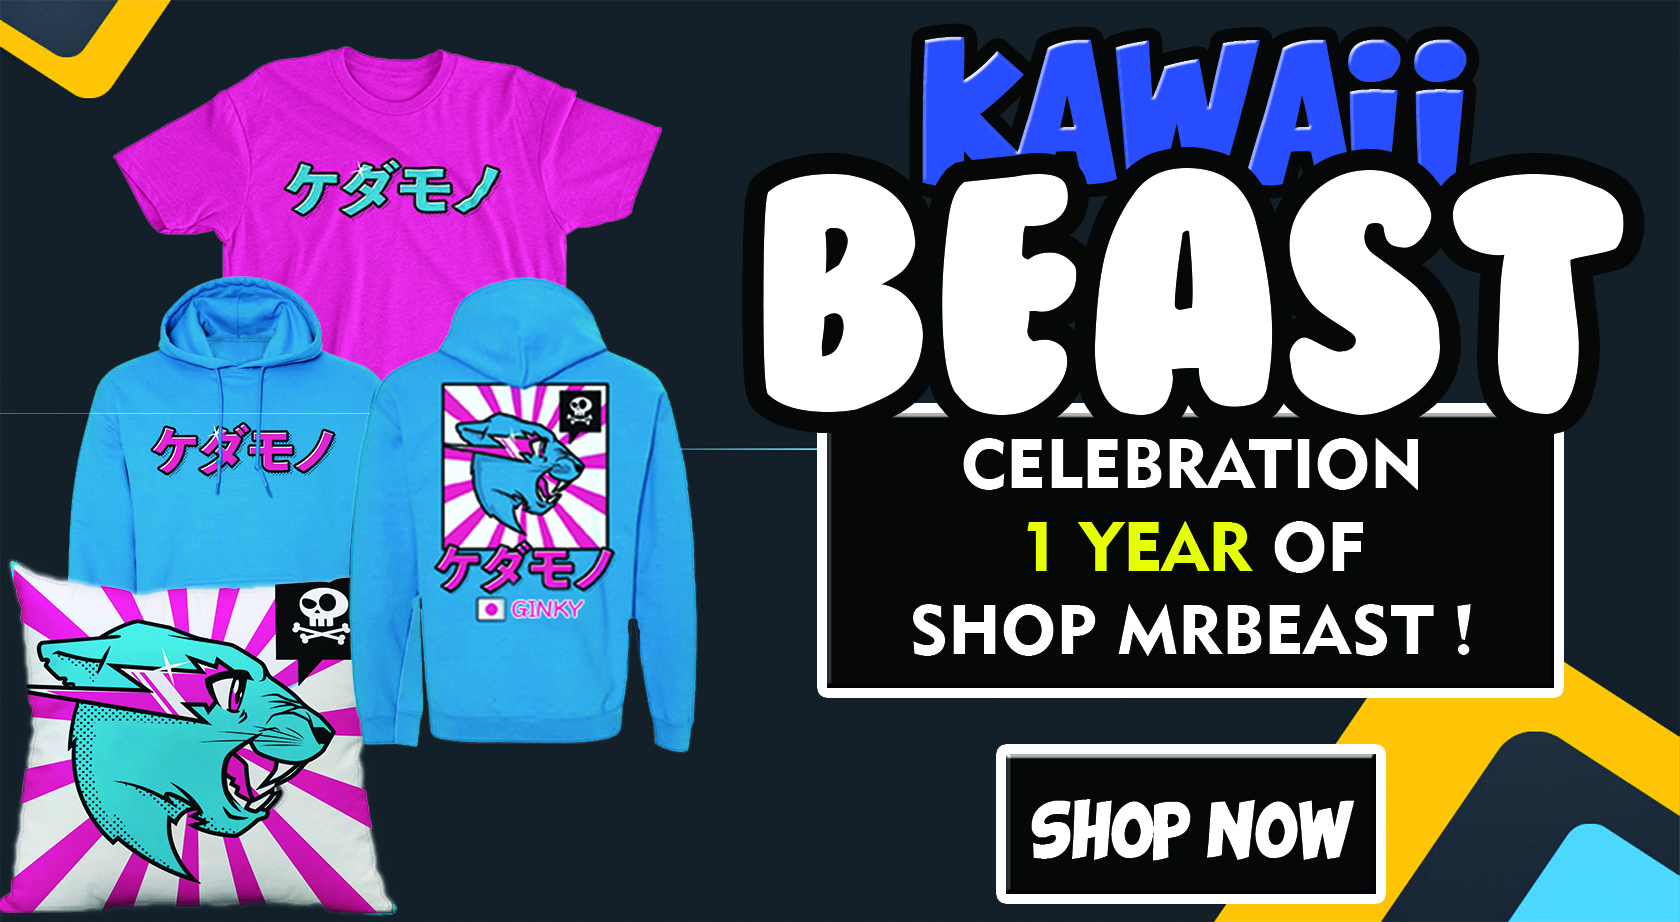 KAWAii
BEAST
CELEBRATION
1 YEAR OF
SHOP MRBEAST !
SHOP NOW
ケダモノ
ケダモノ
ケダモノ
GINKY